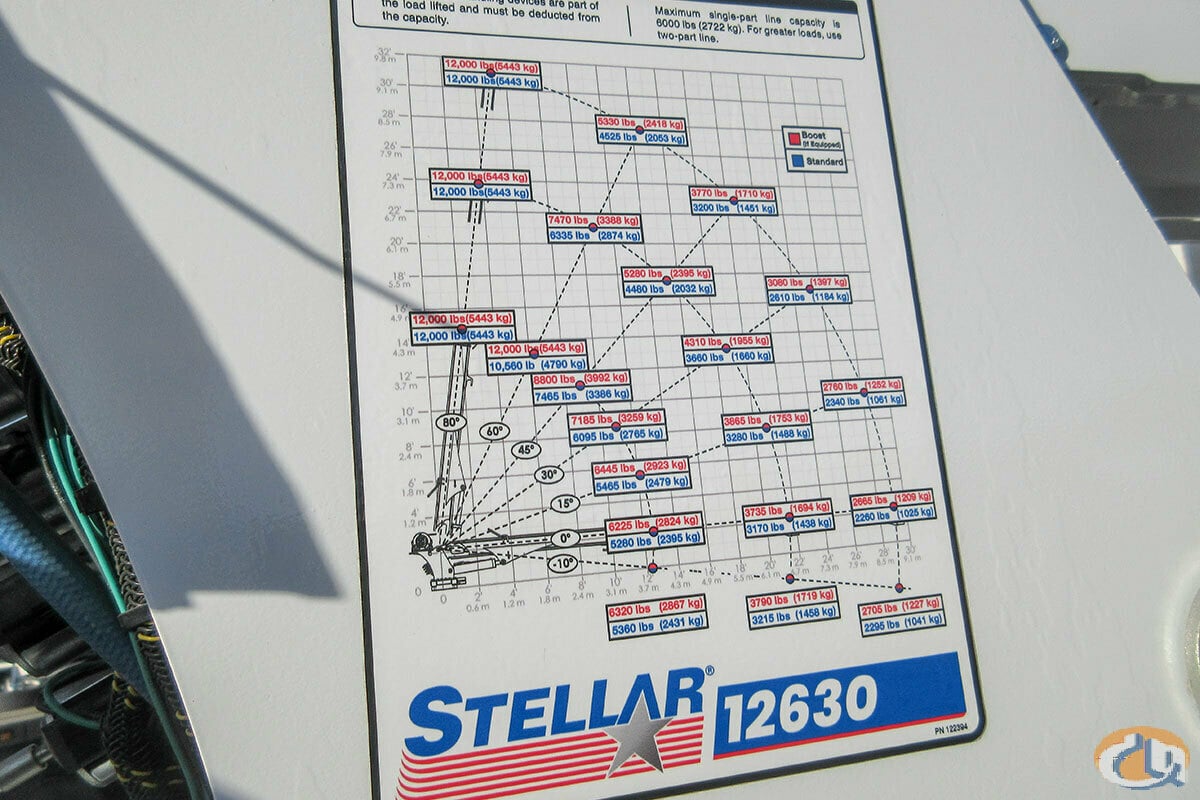 the load lifted and must be deducted from
the capacity.
Maximum single-part line capacity is
6000 lbs (2722 kg). For greater loads, use
two-part line.
32'
9.8 m
30'
9.1 m
28'
8.5 m
26'
7.9 m
24'
7.3 m
22'
6.7 m
20'
6.1 m
18'
5.5 m
16'
4.9
14'
4.3 m
12'
3.7 m
10'
3.1 m
8'
2.4 m
6'
1.8 m
4'
1.2 m
0
12,000 lbs(5443 kg)
12,000 lbs(5443 kg)
5330 lbs (2418 kg)
4525 lbs (2053 kg)
Boost
(If Equipped)
Standard
12,000 lbs(5443 kg)
12,000 lbs(5443 kg)
3770 lbs (1710 kg)
3200 lbs (1451 kg)
7470 lbs (3388 kg)
6335 lbs (2874 kg)
5280 lbs (2395 kg)
4480 lbs (2032 kg)
3080 lbs (1397 kg)
2610 lbs (1184 kg)
12,000 lbs(5443 kg)
12,000 lbs(5443 kg)
12,000 lbs(5443 kg)
10,560 lb (4790 kg)
4310 lbs (1955 kg)
3660 lbs (1660 kg)
8800 lbs (3992 kg)
7465 lbs (3386 kg)
2760 lbs (1252 kg)
2340 lbs (1061 kg)
7185 lbs (3259 kg)
6095 lbs (2765 kg)
3865 lbs (1753 kg)
3280 lbs (1488 kg)
80°
60°
45°
30°
15°
0°
-10°
6445 lbs (2923 kg)
5465 lbs (2479 kg)
6225 lbs (2824 kg)
5280 lbs (2395 kg)
3735 lbs (1694 kg)
3170 lbs (1438 kg)
2665 lbs (1209 kg)
2260 lbs (1025 kg)
0
2'
0.6 m
4'
1.2 m
6'
1.8 m
8'
2.4 m
10'
3.1 m
12'
3.7 m
14'
4.3 m
16'
4.9 m
18'
5.5 m
20'
6.1 m
22'
6.7 m
24'
7.3 m
26'
7.9 m
28'
8.5 m
30'
9.1 m
6320 lbs (2867 kg)
5360 lbs (2431 kg)
3790 lbs (1719 kg)
3215 lbs (1458 kg)
2705 lbs (1227 kg)
2295 lbs (1041 kg)
STELLAR®
12630
PN 122394